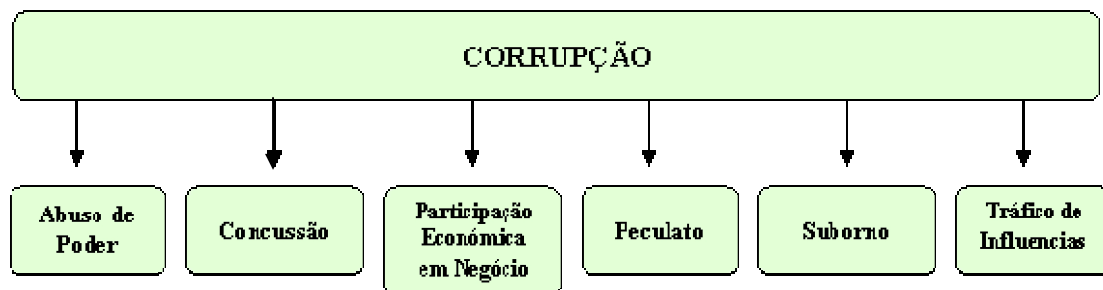 CORRUPÇÃO
Abuso de
Poder
Concussão
Participação
Económica
em Negócio
Peculato
Suborno
Tráfico de
Influencias